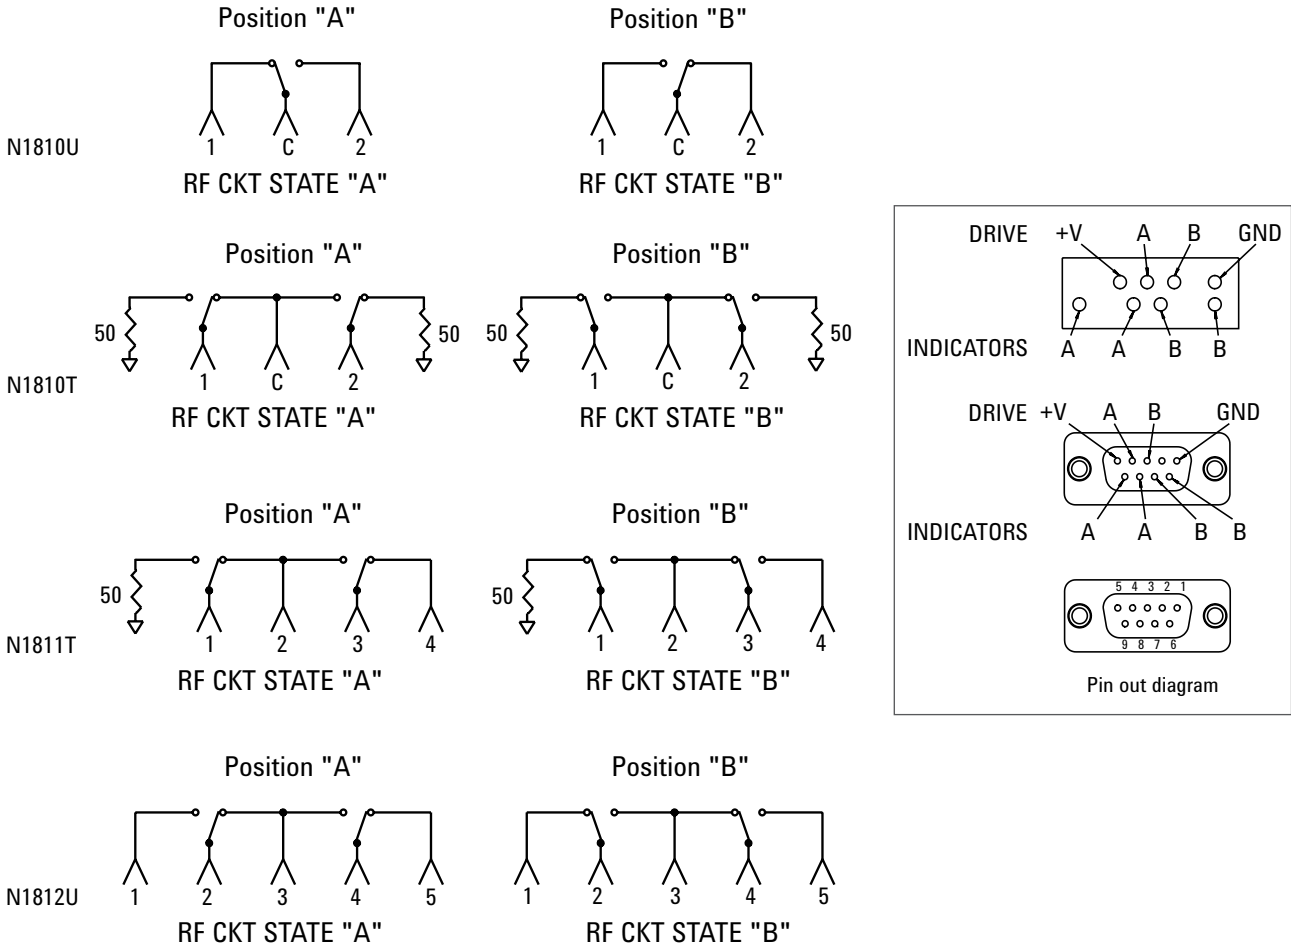 Position "A" Position "B"
N1810U 1 C 2 1 C 2
RF CKT STATE "A" RF CKT STATE "B"
Position "A" Position "B"
50 50 50 50
N1810T 1 C 2 1 C 2
RF CKT STATE "A" RF CKT STATE "B"
Position "A" Position "B"
50 50
N1811T 1 2 3 4 1 2 3 4
RF CKT STATE "A" RF CKT STATE "B"
Position "A" Position "B"
N1812U 1 2 3 4 5 1 2 3 4 5
RF CKT STATE "A" RF CKT STATE "B"
DRIVE +V A B GND
INDICATORS A A B B
DRIVE +V A B GND
INDICATORS A A B B
5 4 3 2 1
9 8 7 6
Pin out diagram